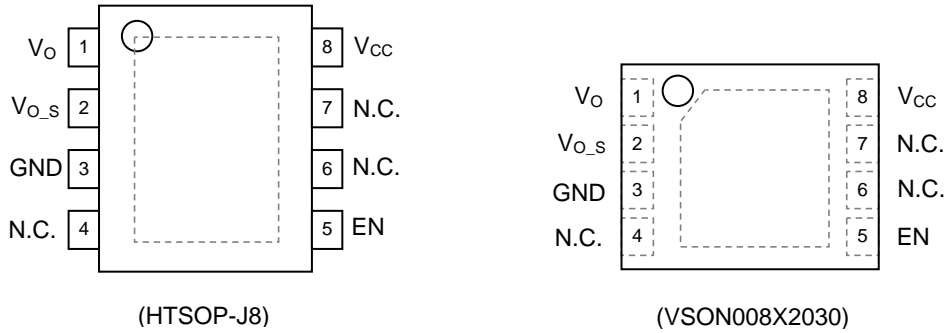 V_O 1 8 V_CC
V_O_S 2 7 N.C.
GND 3 6 N.C.
N.C. 4 5 EN
(HTSOP-J8)
V_O 1 8 V_CC
V_O_S 2 7 N.C.
GND 3 6 N.C.
N.C. 4 5 EN
(VSON008X2030)